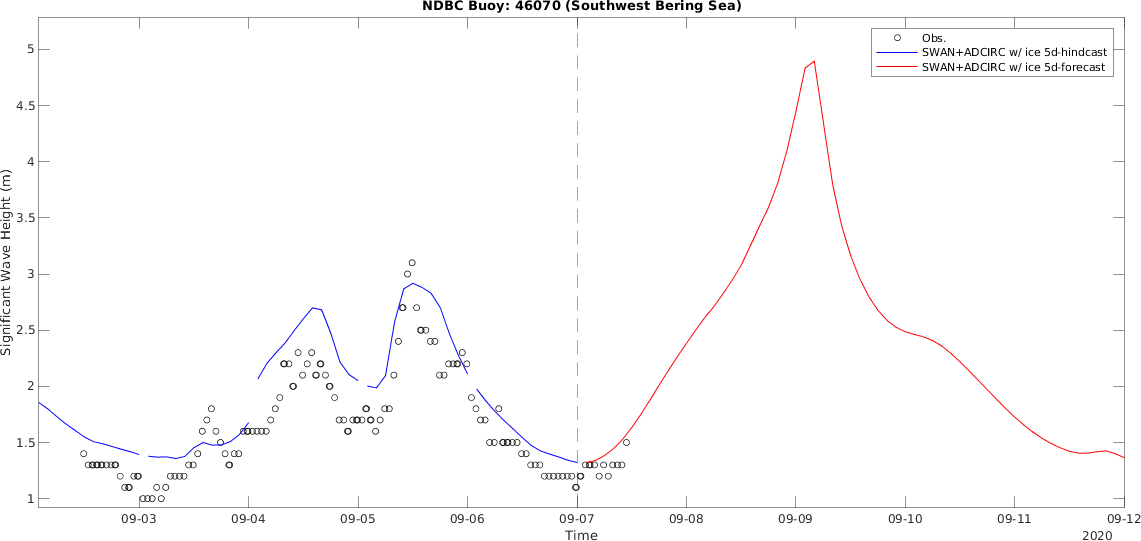 NDBC Buoy: 46070 (Southwest Bering Sea)
Obs.
SWAN+ADCIRC w/ ice 5d-hindcast
SWAN+ADCIRC w/ ice 5d-forecast
Significant Wave Height (m)
5
4.5
4
3.5
3
2.5
2
1.5
1
09-03 09-04 09-05 09-06 09-07 09-08 09-09 09-10 09-11 09-12
Time
2020